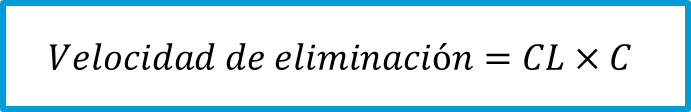 Velocidad de eliminación = CL × C